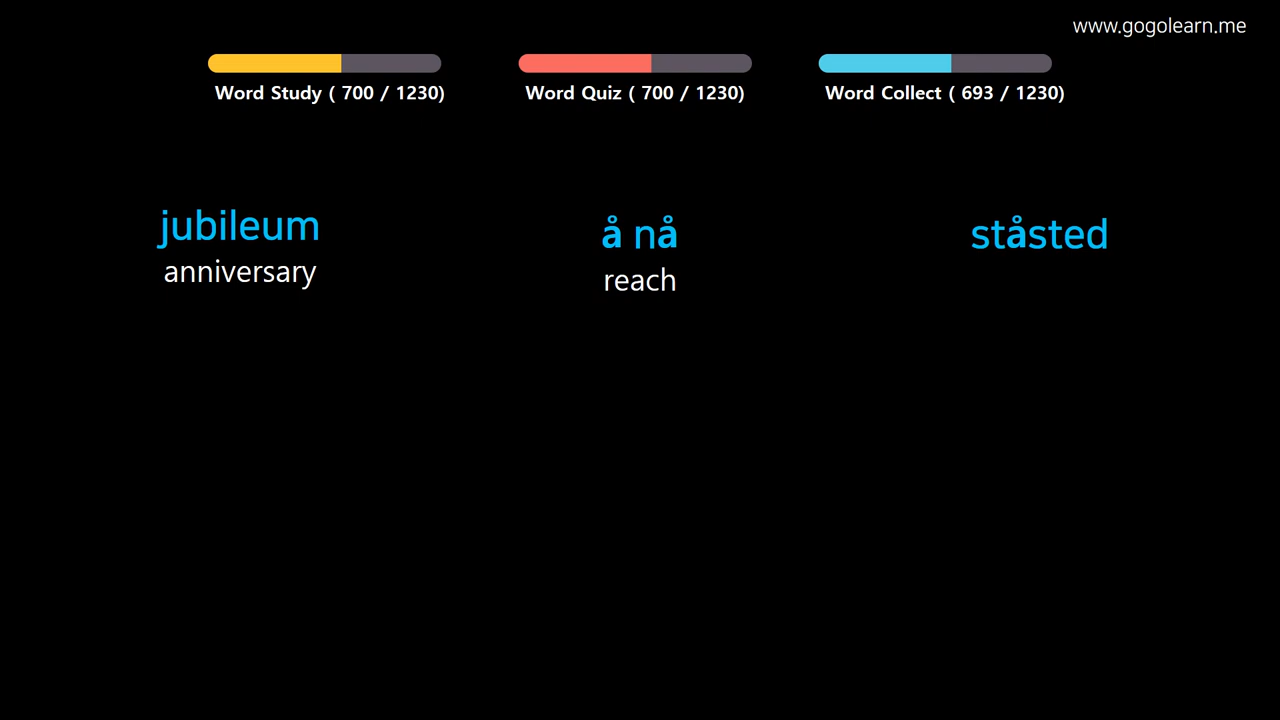 www.gogolearn.me
Word Study ( 700 / 1230)
Word Quiz ( 700 / 1230)
Word Collect ( 693 / 1230)
jubileum
anniversary
å nå
reach
ståsted